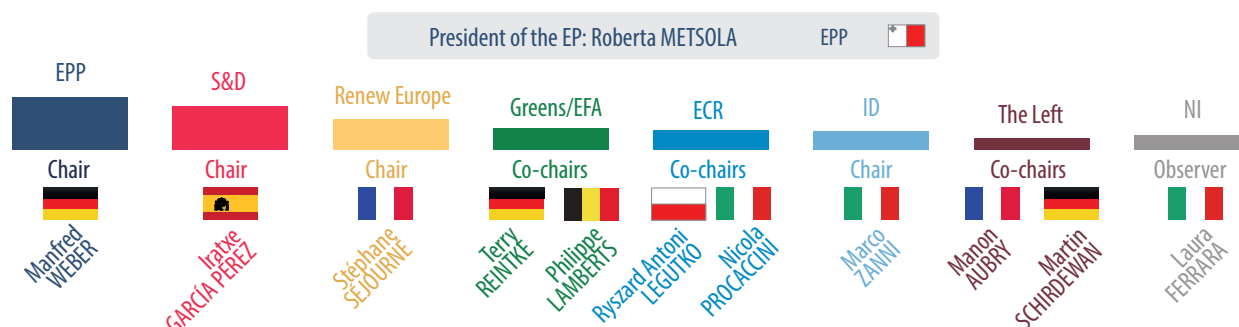 President of the EP: Roberta METSOLA EPP
EPP
S&D
Renew Europe
Greens/EFA
ECR
ID
The Left
NI
Chair
Chair
Chair
Co-chairs
Co-chairs
Chair
Co-chairs
Observer
Manfred
WEBER
Iratxe
GARCÍA PÉREZ
Stéphane
SÉJOURNÉ
Terry
REINTKE
Philippe
LAMBERTS
Ryszard Antoni
LEGUTKO
Nicola
PROCACCINI
Marco
ZANNI
Manon
AUBRY
Martin
SCHIRDEWAN
Laura
FERRARA